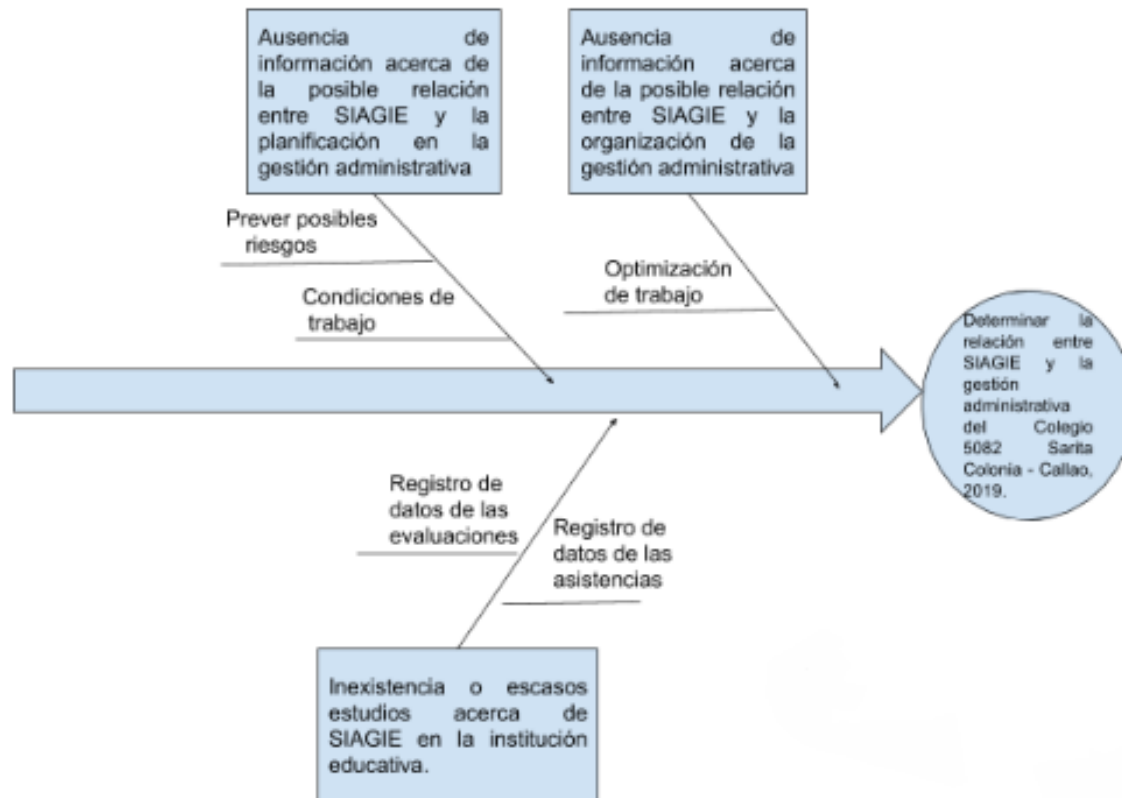 Ausencia de
información acerca de
la posible relación
entre SIAGIE y la
planificación en la
gestión administrativa
Ausencia de
información acerca
de la posible relación
entre SIAGIE y la
organización de la
gestión administrativa
Prever posibles
riesgos
Condiciones de
trabajo
Optimización
de trabajo
Determinar la
relación entre
SIAGIE y la
gestión
administrativa
del Colegio
5082 Sarita
Colonia - Callao,
2019.
Registro de
datos de las
evaluaciones
Registro de
datos de las
asistencias
Inexistencia o escasos
estudios acerca de
SIAGIE en la institución
educativa.